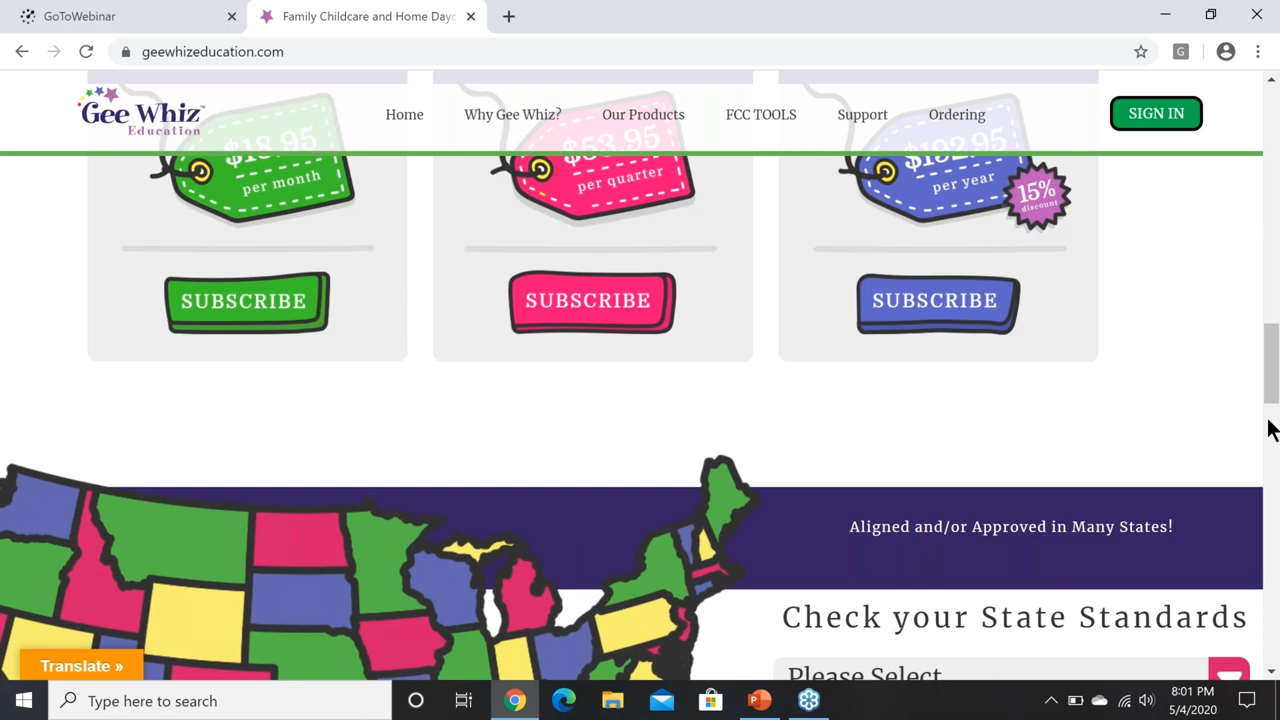 GoToWebinar
Family Childcare and Home Dayc
geewhizeducation.com
G
Gee Whiz™
Education
Home
Why Gee Whiz?
Our Products
FCC TOOLS
Support
Ordering
SIGN IN
$18.95
per month
$53.95
per quarter
$192.95
per year
15%
discount
SUBSCRIBE
SUBSCRIBE
SUBSCRIBE
Aligned and/or Approved in Many States!
Check your State Standards
Please Select
Translate »
Type here to search
8:01 PM
5/4/2020